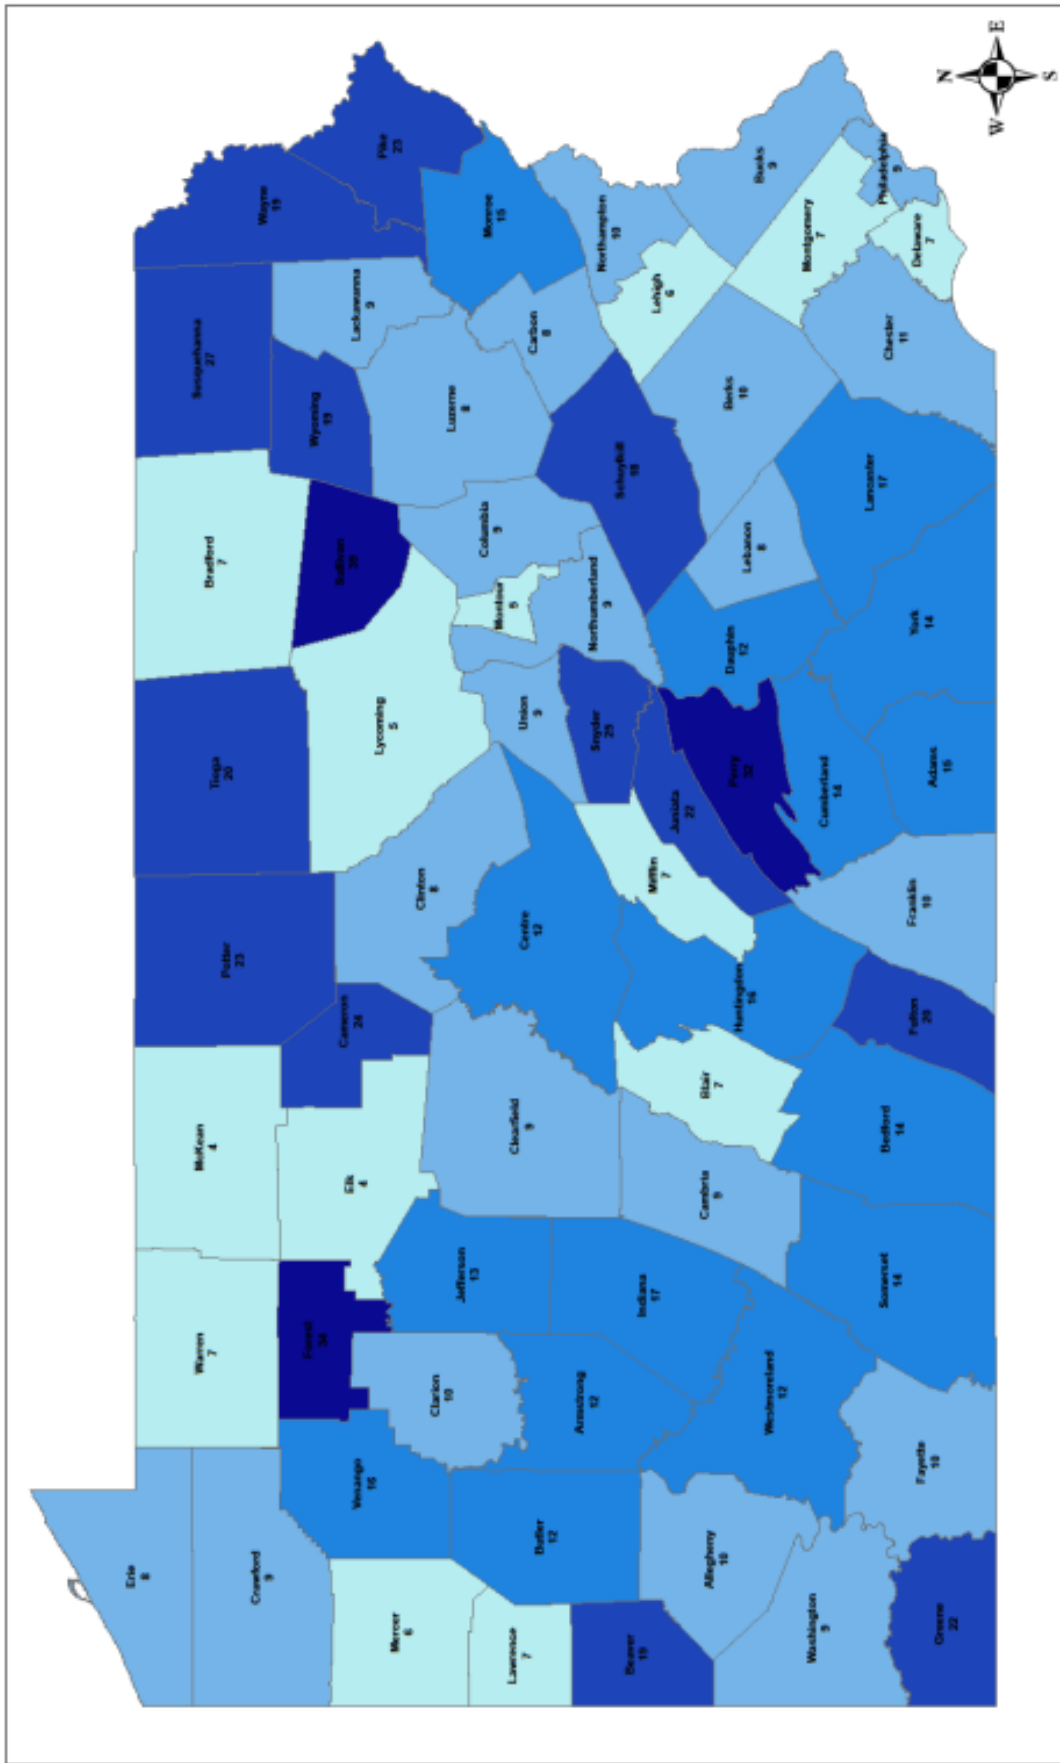 Erie
8
Crawford
9
Warren
7
McKean
4
Potter
23
Tioga
20
Bradford
7
Susquehanna
27
Wayne
19
Forest
Elk
4
Cameron
Sullivan
Wyoming
19
Lackawanna
9
Pike
23
Mercer
6
Venango
16
Clarion
10
Jefferson
13
Clearfield
9
Clinton
8
Lycoming
5
Columbia
9
Luzerne
8
Monroe
15
Lawrence
7
Butler
12
Armstrong
12
Centre
12
Union
9
Montour
5
Carbon
8
Northampton
10
Beaver
Indiana
17
Snyder
Northumberland
9
Schuylkill
18
Lehigh
6
Allegheny
10
Westmoreland
12
Cambria
9
Blair
7
Huntingdon
16
Mifflin
7
Juniata
22
Perry
32
Dauphin
12
Lebanon
8
Berks
10
Montgomery
7
Bucks
9
Washington
9
Somerset
14
Bedford
14
Fulton
Franklin
10
Cumberland
14
Adams
15
York
14
Lancaster
17
Chester
11
Delaware
7
Philadelphia
9
Greene
22
Fayette
10
N
W
E
S